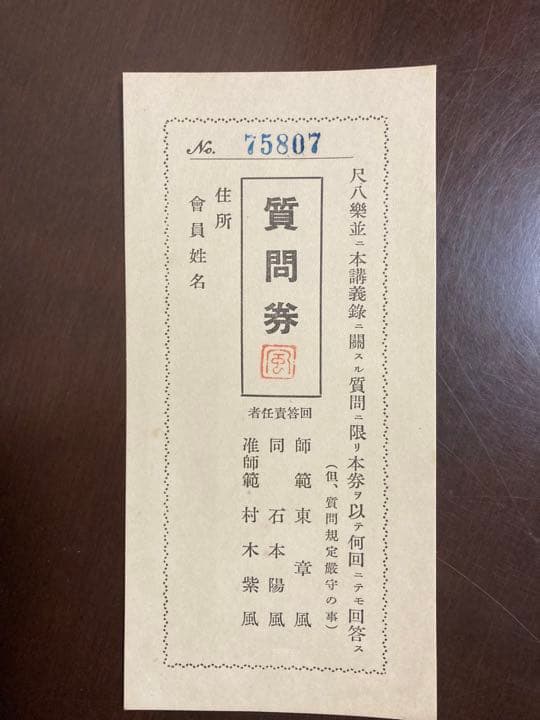 No. 75807
尺八樂並ニ本講義錄ニ關スル質問ニ限リ本券ヲ以テ何回ニテモ回答ス
(但、質問規定嚴守の事)
質問券
風
回答責任者
師範東章風
同石本陽風
准師範村木紫風
住所
會員姓名